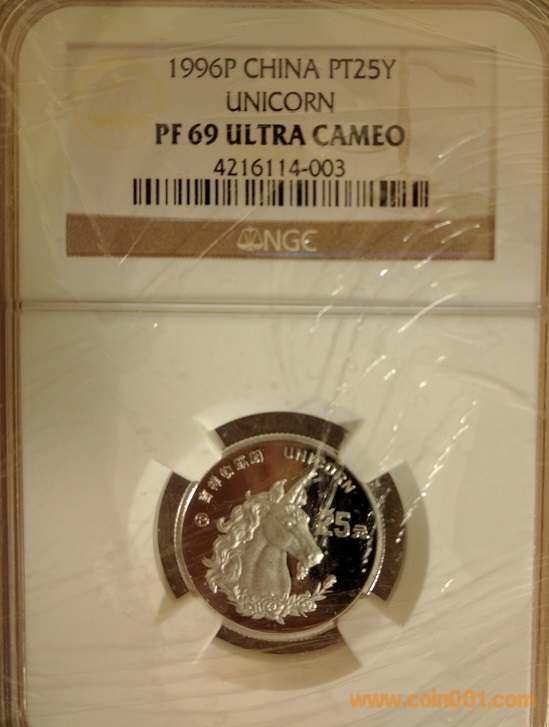 1996P CHINA PT25Y
UNICORN
PF 69 ULTRA CAMEO
4216114-003
NGC
UNICORN
25元
www.coin001.com